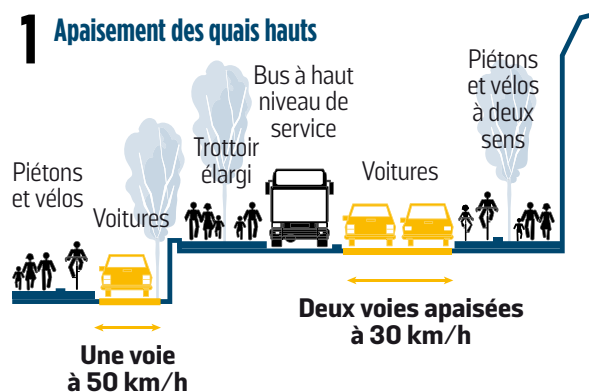 1 Apaisement des quais hauts
Piétons
et vélos
Voitures
Trottoir
élargi
Bus à haut
niveau de
service
Voitures
Piétons
et vélos
à deux
sens
Une voie
à 50 km/h
Deux voies apaisées
à 30 km/h